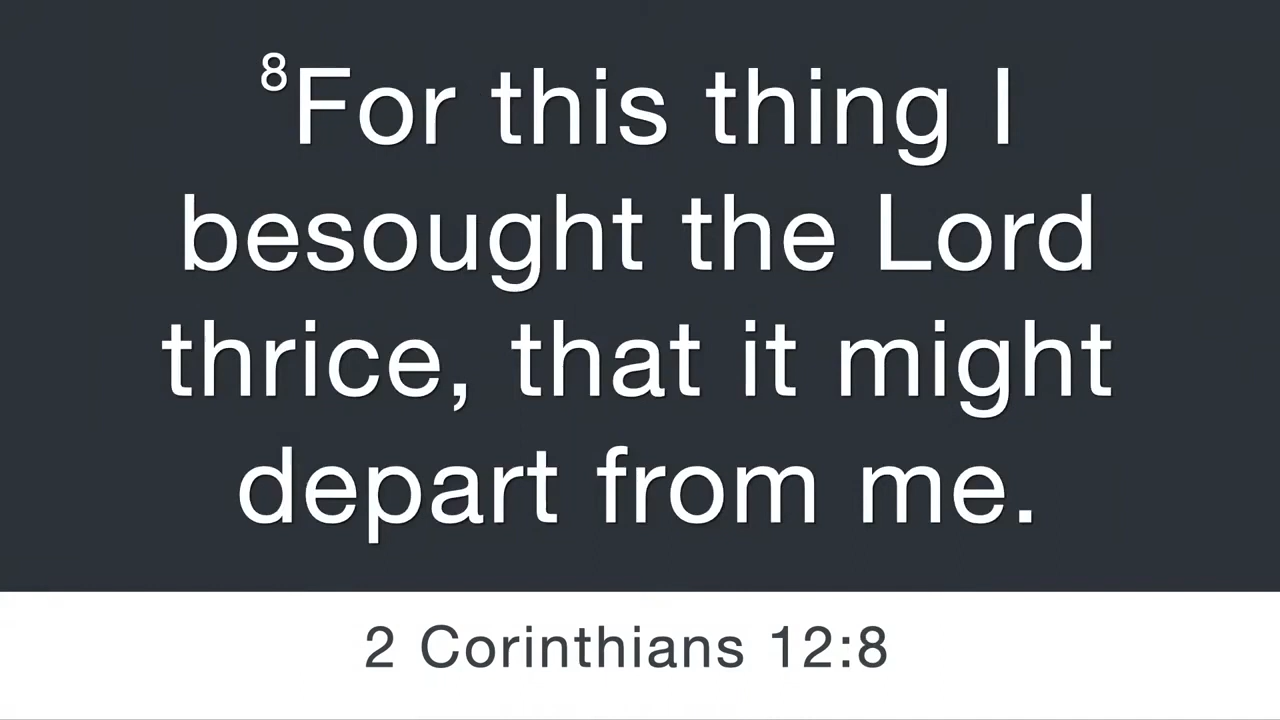 ⁸For this thing I
besought the Lord
thrice, that it might
depart from me.
2 Corinthians 12:8